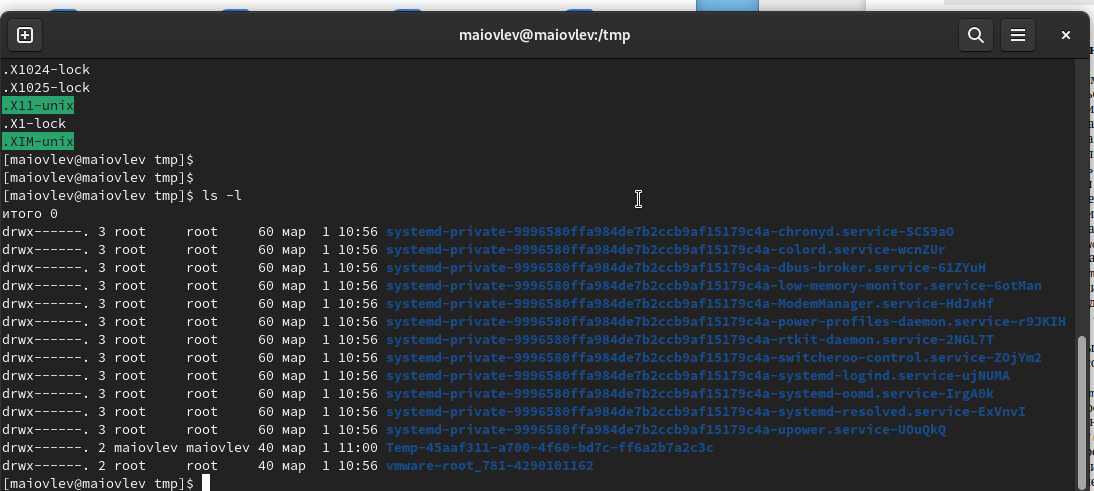 maiovlev@maiovlev:/tmp
.X1024-lock
.X1025-lock
.X11-unix
.X1-lock
.XIM-unix
[maiovlev@maiovlev tmp]$
[maiovlev@maiovlev tmp]$
[maiovlev@maiovlev tmp]$ ls -l
итого 0
drwx------. 3 root     root     60 мар  1 10:56 systemd-private-9996580ffa984de7b2ccb9af15179c4a-chronyd.service-SCS9aO
drwx------. 3 root     root     60 мар  1 10:56 systemd-private-9996580ffa984de7b2ccb9af15179c4a-colord.service-wcnZUr
drwx------. 3 root     root     60 мар  1 10:56 systemd-private-9996580ffa984de7b2ccb9af15179c4a-dbus-broker.service-61ZYuH
drwx------. 3 root     root     60 мар  1 10:56 systemd-private-9996580ffa984de7b2ccb9af15179c4a-low-memory-monitor.service-6otMan
drwx------. 3 root     root     60 мар  1 10:56 systemd-private-9996580ffa984de7b2ccb9af15179c4a-ModemManager.service-HdJxHf
drwx------. 3 root     root     60 мар  1 10:56 systemd-private-9996580ffa984de7b2ccb9af15179c4a-power-profiles-daemon.service-r9JKIH
drwx------. 3 root     root     60 мар  1 10:56 systemd-private-9996580ffa984de7b2ccb9af15179c4a-rtkit-daemon.service-2NGL7T
drwx------. 3 root     root     60 мар  1 10:56 systemd-private-9996580ffa984de7b2ccb9af15179c4a-switcheroo-control.service-ZOjYm2
drwx------. 3 root     root     60 мар  1 10:56 systemd-private-9996580ffa984de7b2ccb9af15179c4a-systemd-logind.service-ujNUMA
drwx------. 3 root     root     60 мар  1 10:56 systemd-private-9996580ffa984de7b2ccb9af15179c4a-systemd-oomd.service-IrgA0k
drwx------. 3 root     root     60 мар  1 10:56 systemd-private-9996580ffa984de7b2ccb9af15179c4a-systemd-resolved.service-ExVnvI
drwx------. 3 root     root     60 мар  1 10:56 systemd-private-9996580ffa984de7b2ccb9af15179c4a-upower.service-UOuQkQ
drwx------. 2 maiovlev maiovlev 40 мар  1 11:00 Temp-45aaf311-a700-4f60-bd7c-ff6a2b7a2c3c
drwx------. 2 root     root     40 мар  1 10:56 vmware-root_781-4290101162
[maiovlev@maiovlev tmp]$